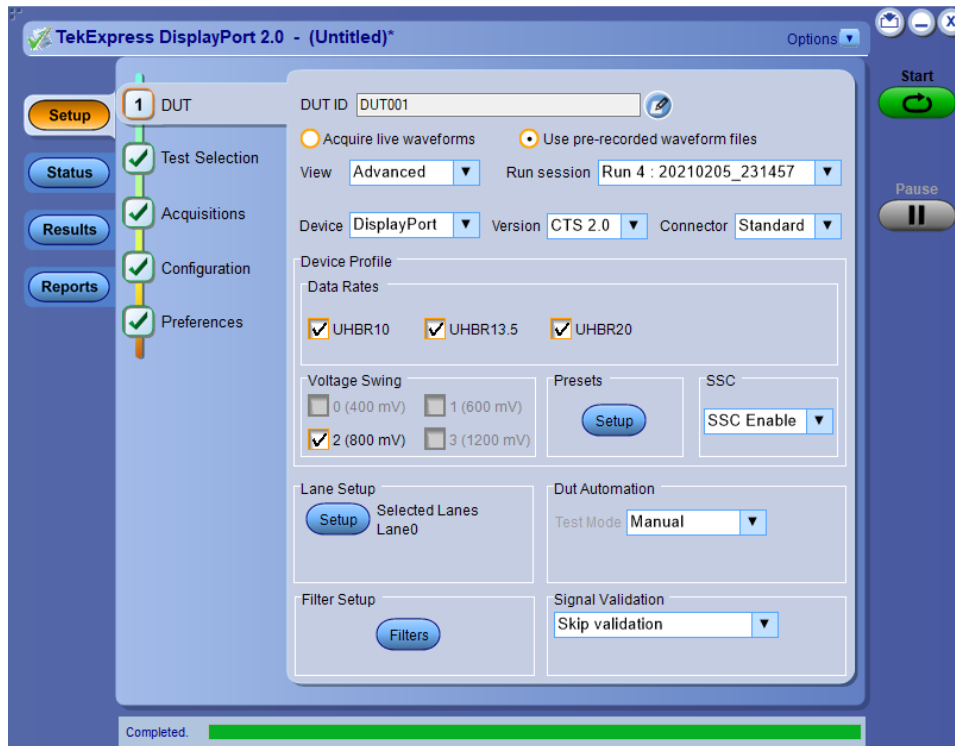 TekExpress DisplayPort 2.0 - (Untitled)*
Options
X
Start
Pause
Setup
Status
Results
Reports
1 DUT
Test Selection
Acquisitions
Configuration
Preferences
DUT ID DUT001
Acquire live waveforms Use pre-recorded waveform files
View Advanced Run session Run 4 : 20210205_231457
Device DisplayPort Version CTS 2.0 Connector Standard
Device Profile
Data Rates
UHBR10 UHBR13.5 UHBR20
Voltage Swing
0 (400 mV) 1 (600 mV)
2 (800 mV) 3 (1200 mV)
Presets
Setup
SSC
SSC Enable
Lane Setup
Setup Selected Lanes
Lane0
Dut Automation
Test Mode Manual
Filter Setup
Filters
Signal Validation
Skip validation
Completed.